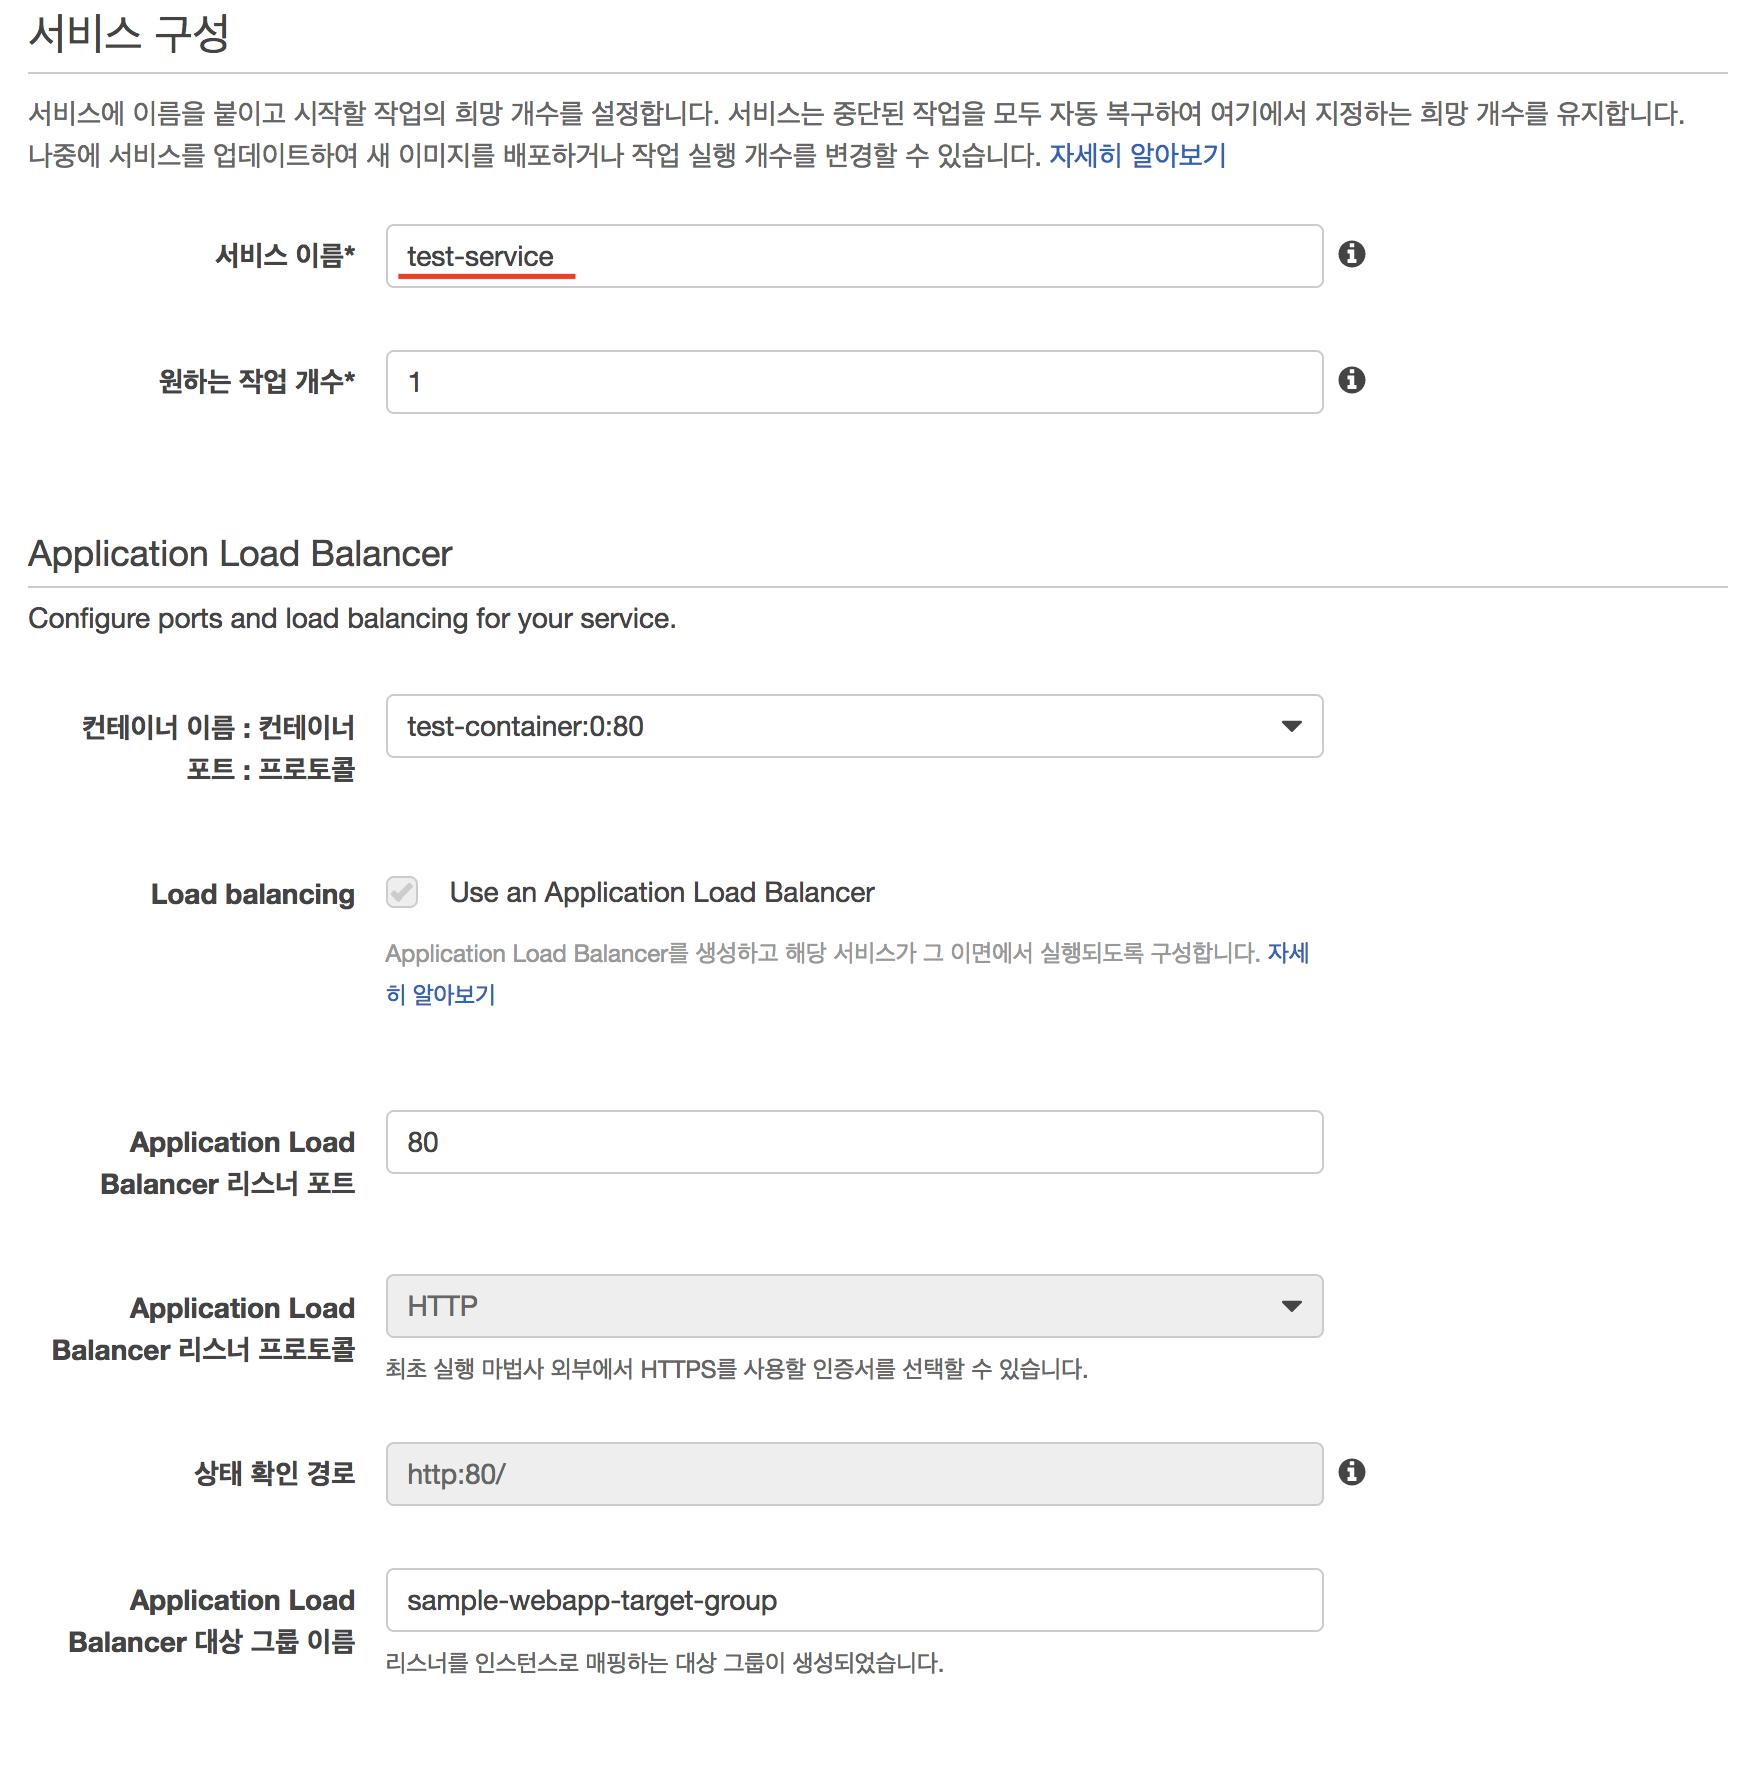 서비스 구성
서비스에 이름을 붙이고 시작할 작업의 희망 개수를 설정합니다. 서비스는 중단된 작업을 모두 자동 복구하여 여기에서 지정하는 희망 개수를 유지합니다.
나중에 서비스를 업데이트하여 새 이미지를 배포하거나 작업 실행 개수를 변경할 수 있습니다. 자세히 알아보기
서비스 이름*
test-service
원하는 작업 개수*
1
Application Load Balancer
Configure ports and load balancing for your service.
컨테이너 이름 : 컨테이너
포트 : 프로토콜
test-container:0:80
Load balancing
Use an Application Load Balancer
Application Load Balancer를 생성하고 해당 서비스가 그 이면에서 실행되도록 구성합니다. 자세
히 알아보기
Application Load
Balancer 리스너 포트
80
Application Load
Balancer 리스너 프로토콜
HTTP
최초 실행 마법사 외부에서 HTTPS를 사용할 인증서를 선택할 수 있습니다.
상태 확인 경로
http:80/
Application Load
Balancer 대상 그룹 이름
sample-webapp-target-group
리스너를 인스턴스로 매핑하는 대상 그룹이 생성되었습니다.